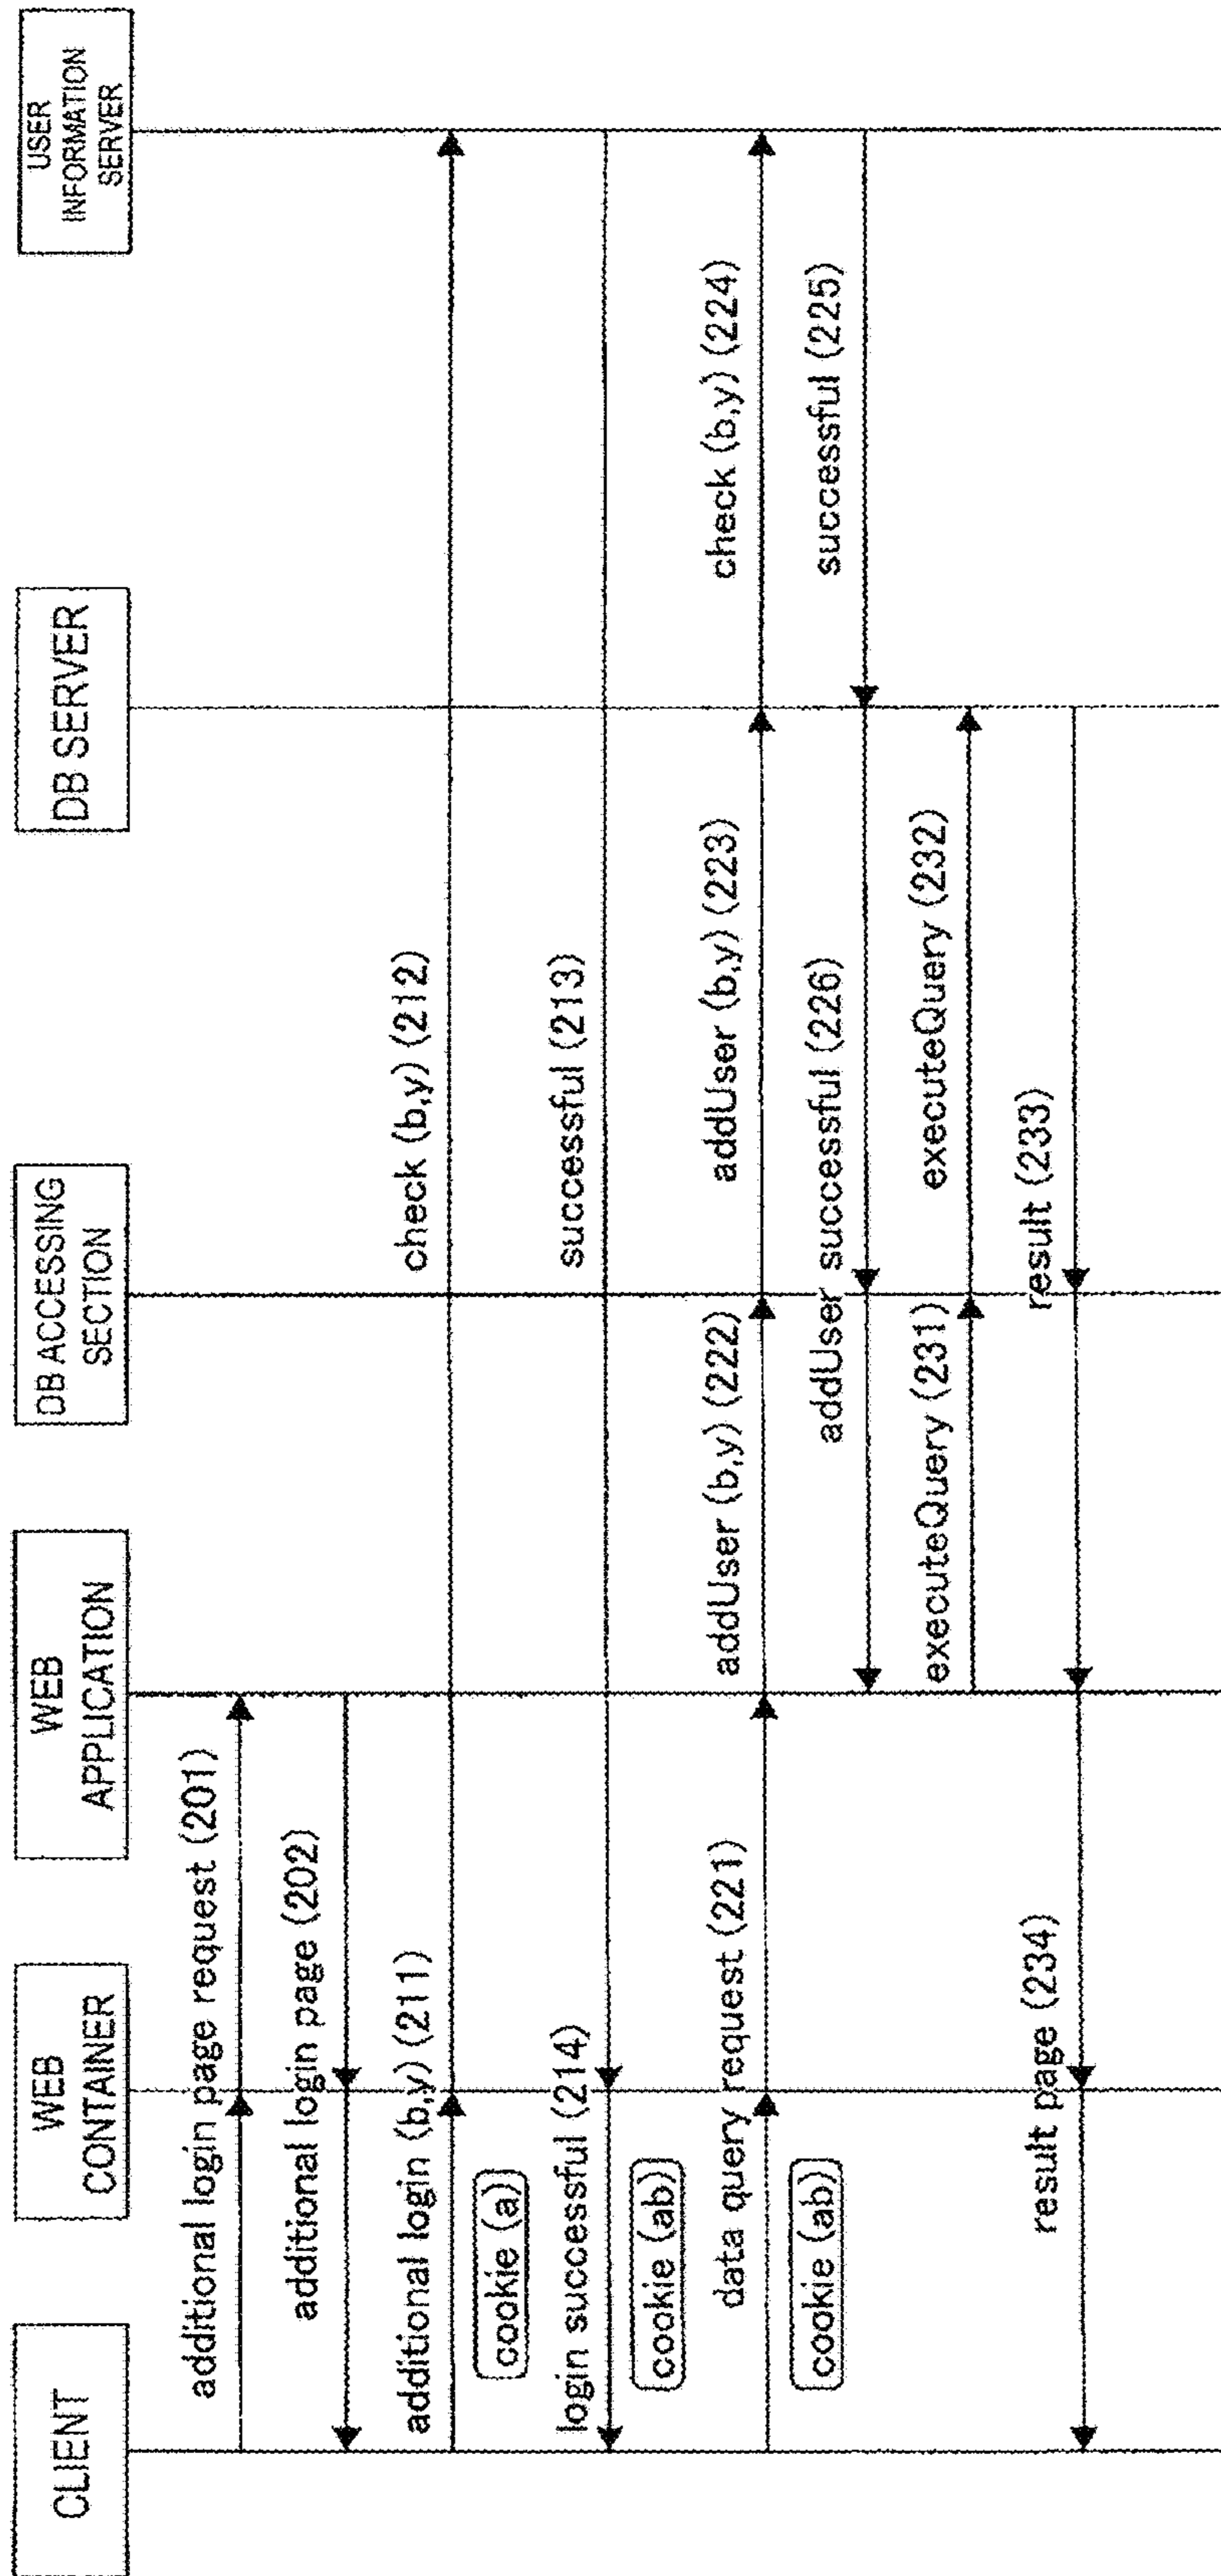 CLIENT
WEB
CONTAINER
WEB
APPLICATION
DB ACCESSING
SECTION
DB SERVER
USER
INFORMATION
SERVER
additional login page request (201)
additional login page (202)
additional login (b,y) (211)
check (b,y) (212)
cookie (a)
login successful (214)
successful (213)
cookie (ab)
data query request (221)
addUser (b,y) (222)
addUser (b,y) (223)
check (b,y) (224)
cookie (ab)
addUser successful (226)
successful (225)
executeQuery (231)
executeQuery (232)
result page (234)
result (233)